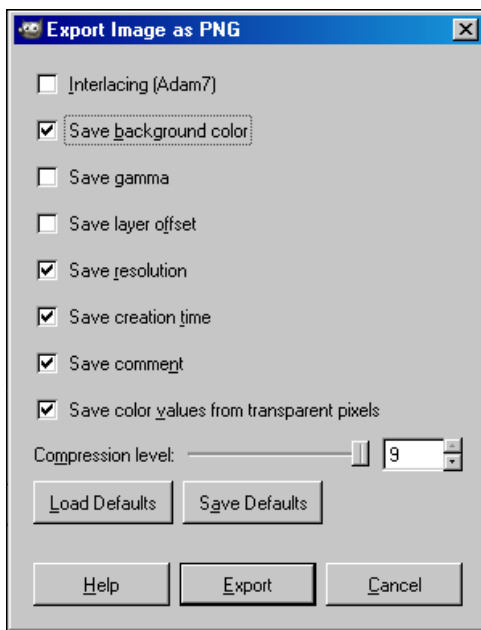 Export Image as PNG
Interlacing (Adam7)
Save background color
Save gamma
Save layer offset
Save resolution
Save creation time
Save comment
Save color values from transparent pixels
Compression level: 9
Load Defaults Save Defaults
Help Export Cancel